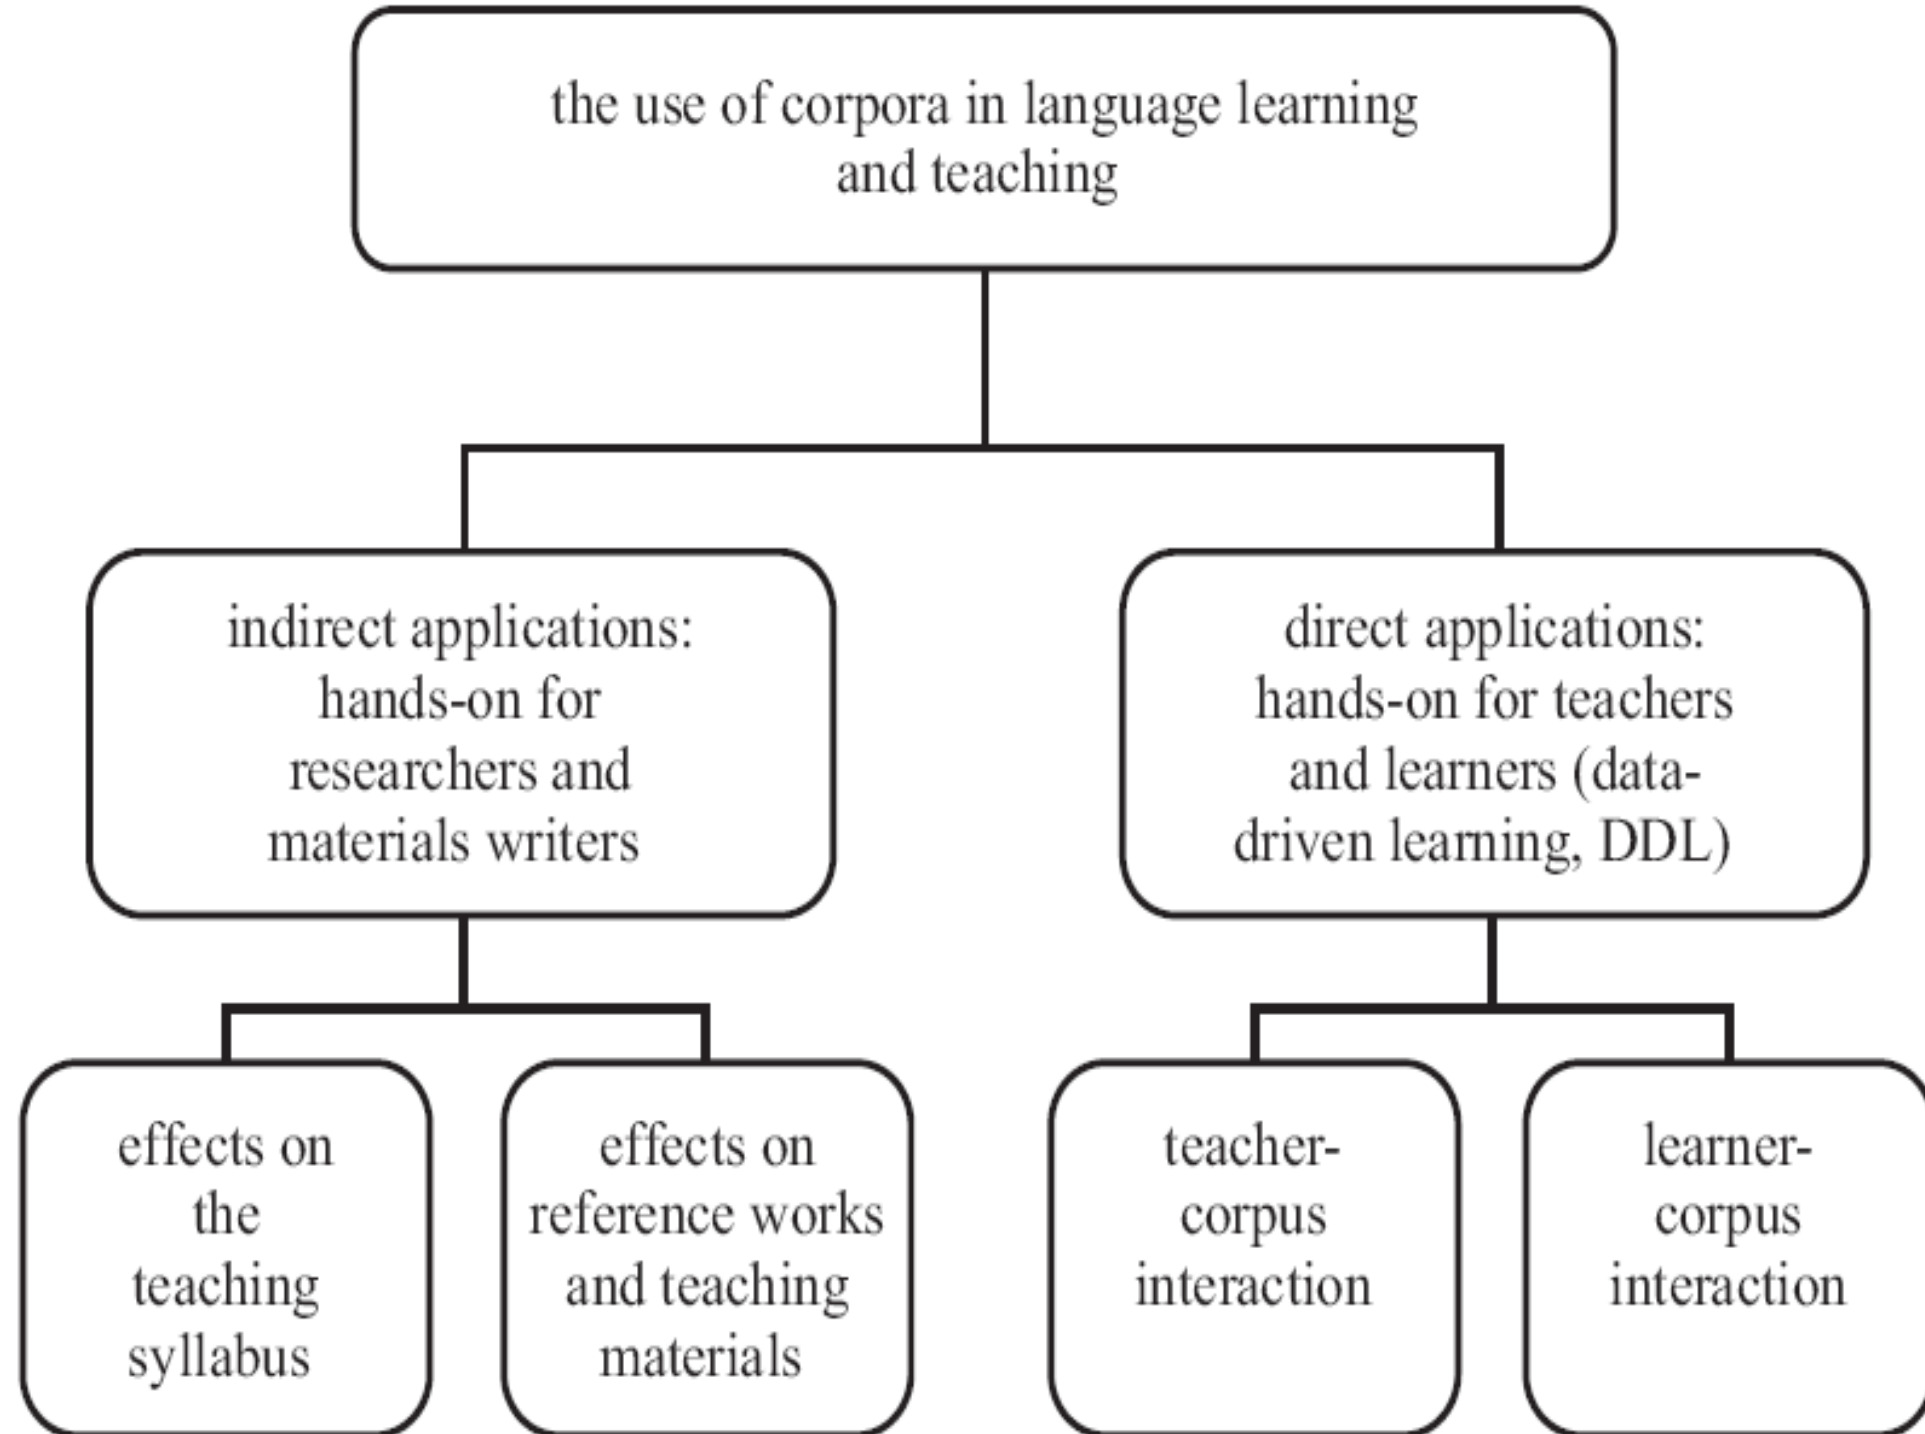 the use of corpora in language learning
and teaching
indirect applications:
hands-on for
researchers and
materials writers
direct applications:
hands-on for teachers
and learners (data-
driven learning, DDL)
effects on
the
teaching
syllabus
effects on
reference works
and teaching
materials
teacher-
corpus
interaction
learner-
corpus
interaction